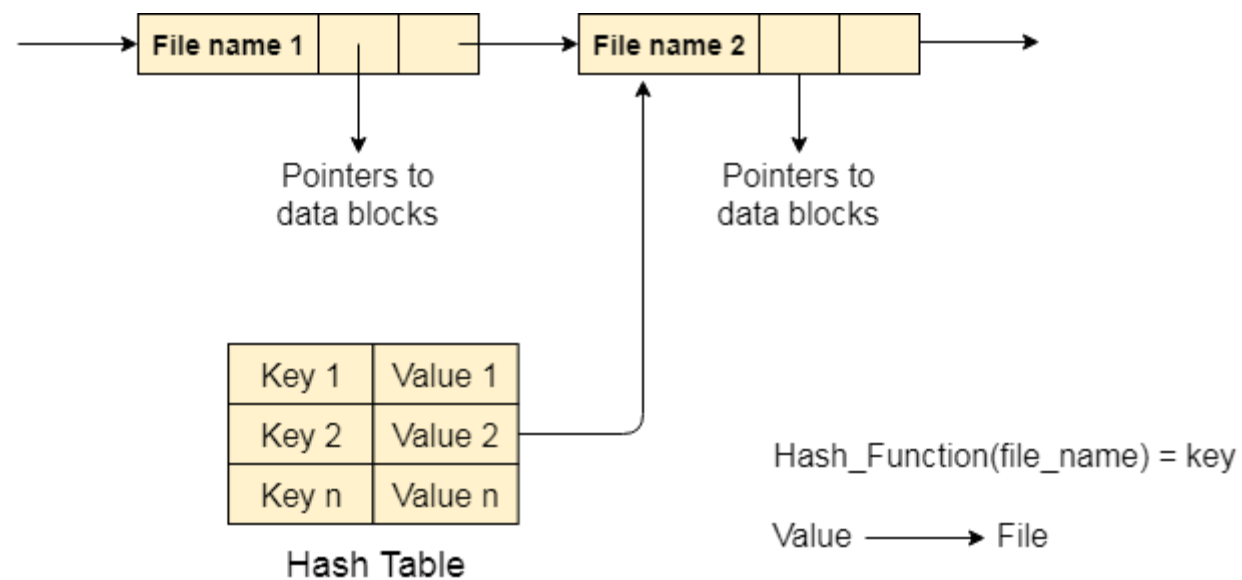 File name 1
File name 2
Pointers to
data blocks
Pointers to
data blocks
Key 1 Value 1
Key 2 Value 2
Key n Value n
Hash Table
Hash_Function(file_name) = key
Value File